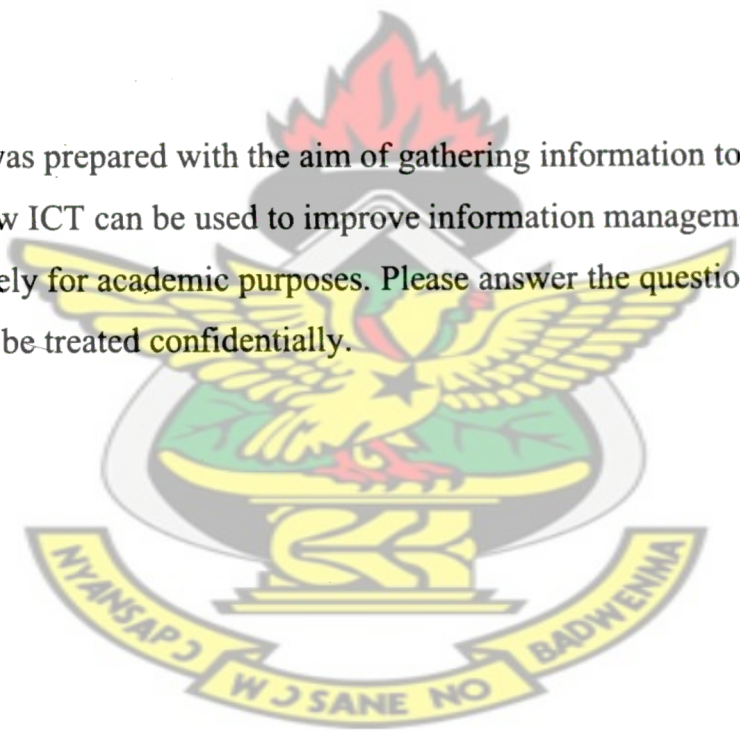 was prepared with the aim of gathering information to
w ICT can be used to improve information managem
ely for academic purposes. Please answer the questio
be treated confidentially.
NYANSAPƆ
WƆSANE NO
BADWENMA